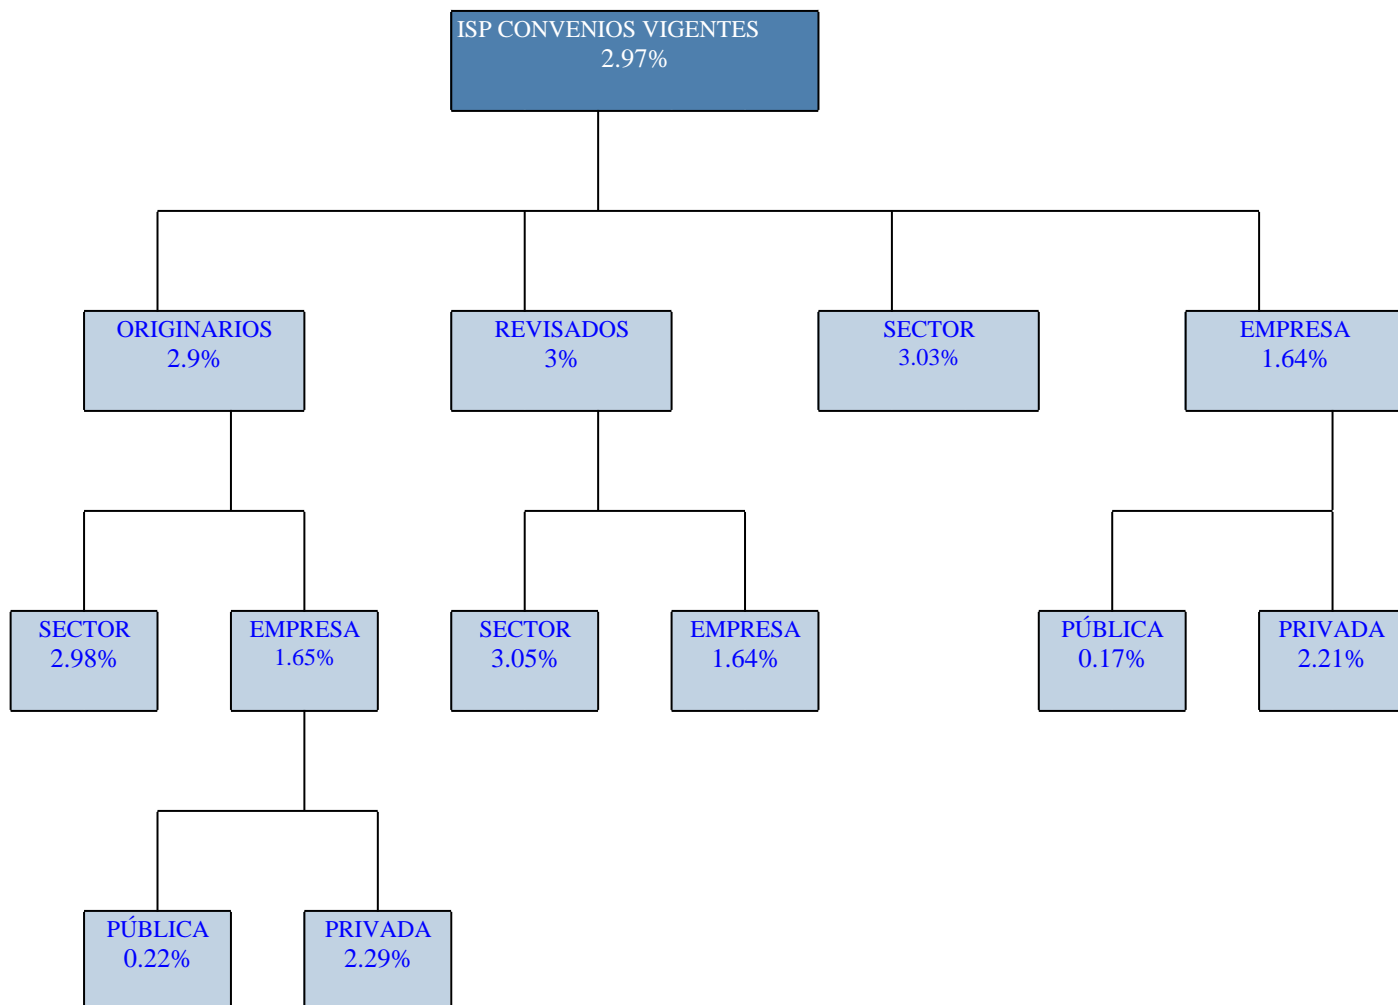 ISP CONVENIOS VIGENTES
2.97%
ORIGINARIOS
2.9%
REVISADOS
3%
SECTOR
3.03%
EMPRESA
1.64%
SECTOR
2.98%
EMPRESA
1.65%
SECTOR
3.05%
EMPRESA
1.64%
PÚBLICA
0.17%
PRIVADA
2.21%
PÚBLICA
0.22%
PRIVADA
2.29%